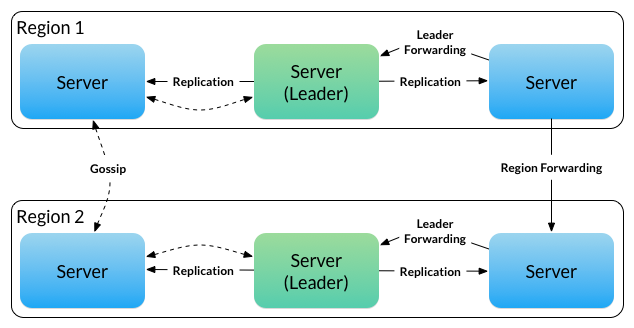 Region 1
Leader
Forwarding
Server
Replication
Server
(Leader)
Replication
Server
Gossip
Region Forwarding
Region 2
Leader
Forwarding
Server
Replication
Server
(Leader)
Replication
Server